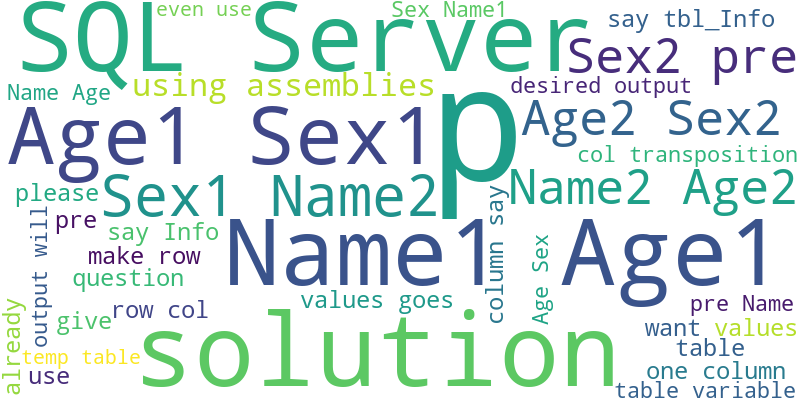 SQL Server
even use
Sex Name1
say tbl_Info
Sex2 pre
using assemblies
desired output
Name Age
p
Age1 Sex1
Age2 Sex2
col transposition
please
Sex1 Name2
Name2 Age2
pre
say Info
column say
output will
make row
Name1 Age1
Age Sex
question
values goes
row col
pre Name
already
give
solution
want values
table
temp table
use
one column
table variable